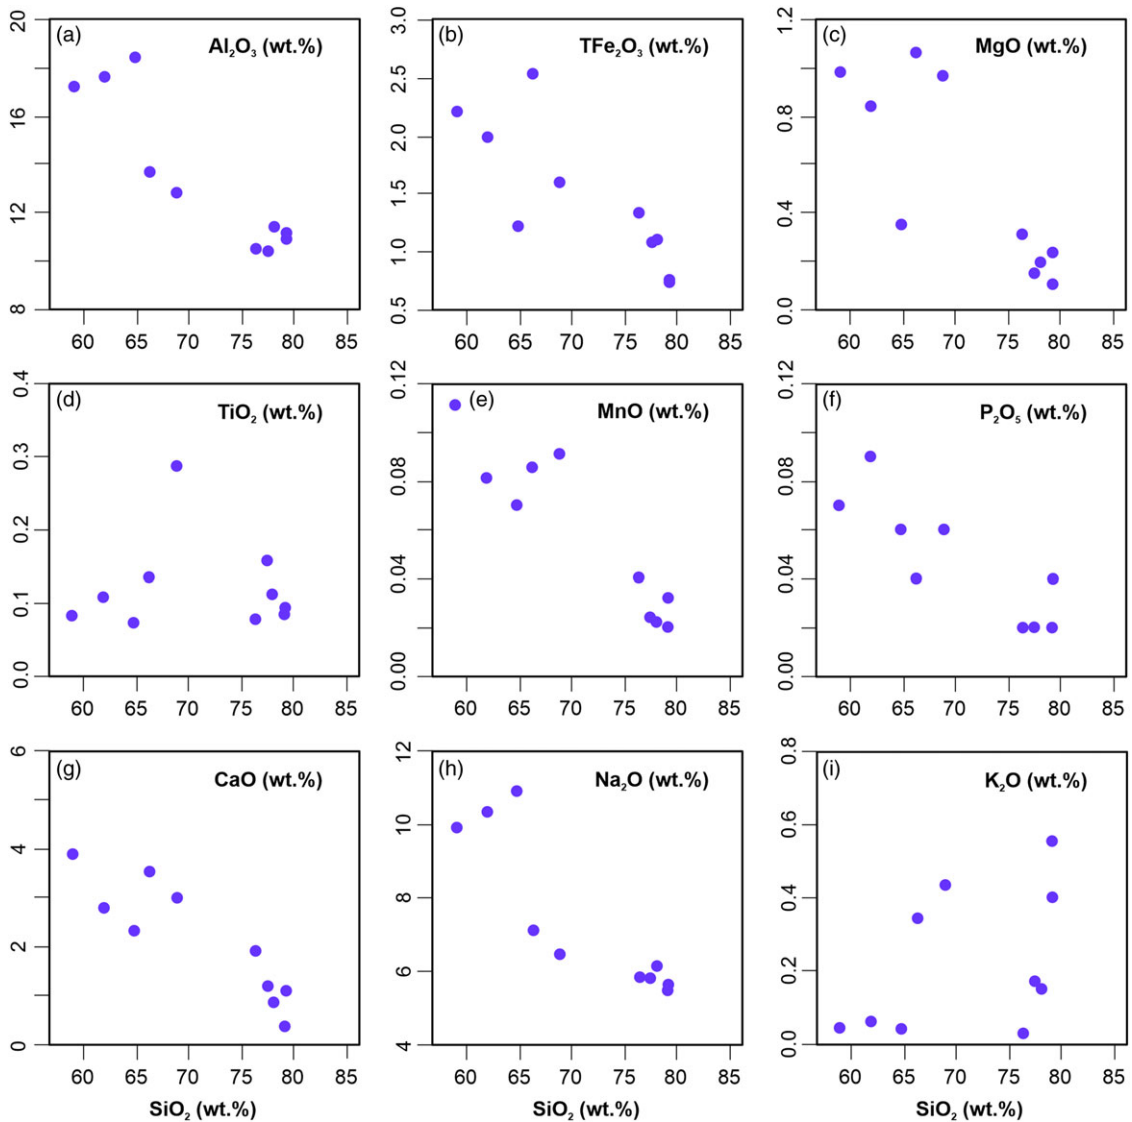 (a) Al₂O₃ (wt.%)
20
16
12
8
60 65 70 75 80 85
(b) TFe₂O₃ (wt.%)
3.0
2.5
2.0
1.5
1.0
0.5
60 65 70 75 80 85
(c) MgO (wt.%)
1.2
0.8
0.4
0.0
60 65 70 75 80 85
(d) TiO₂ (wt.%)
0.4
0.3
0.2
0.1
0.0
60 65 70 75 80 85
(e) MnO (wt.%)
0.12
0.08
0.04
0.00
60 65 70 75 80 85
(f) P₂O₅ (wt.%)
0.12
0.08
0.04
0.00
60 65 70 75 80 85
(g) CaO (wt.%)
6
4
2
0
60 65 70 75 80 85
SiO₂ (wt.%)
(h) Na₂O (wt.%)
12
10
8
6
4
60 65 70 75 80 85
SiO₂ (wt.%)
(i) K₂O (wt.%)
0.8
0.6
0.4
0.2
0.0
60 65 70 75 80 85
SiO₂ (wt.%)